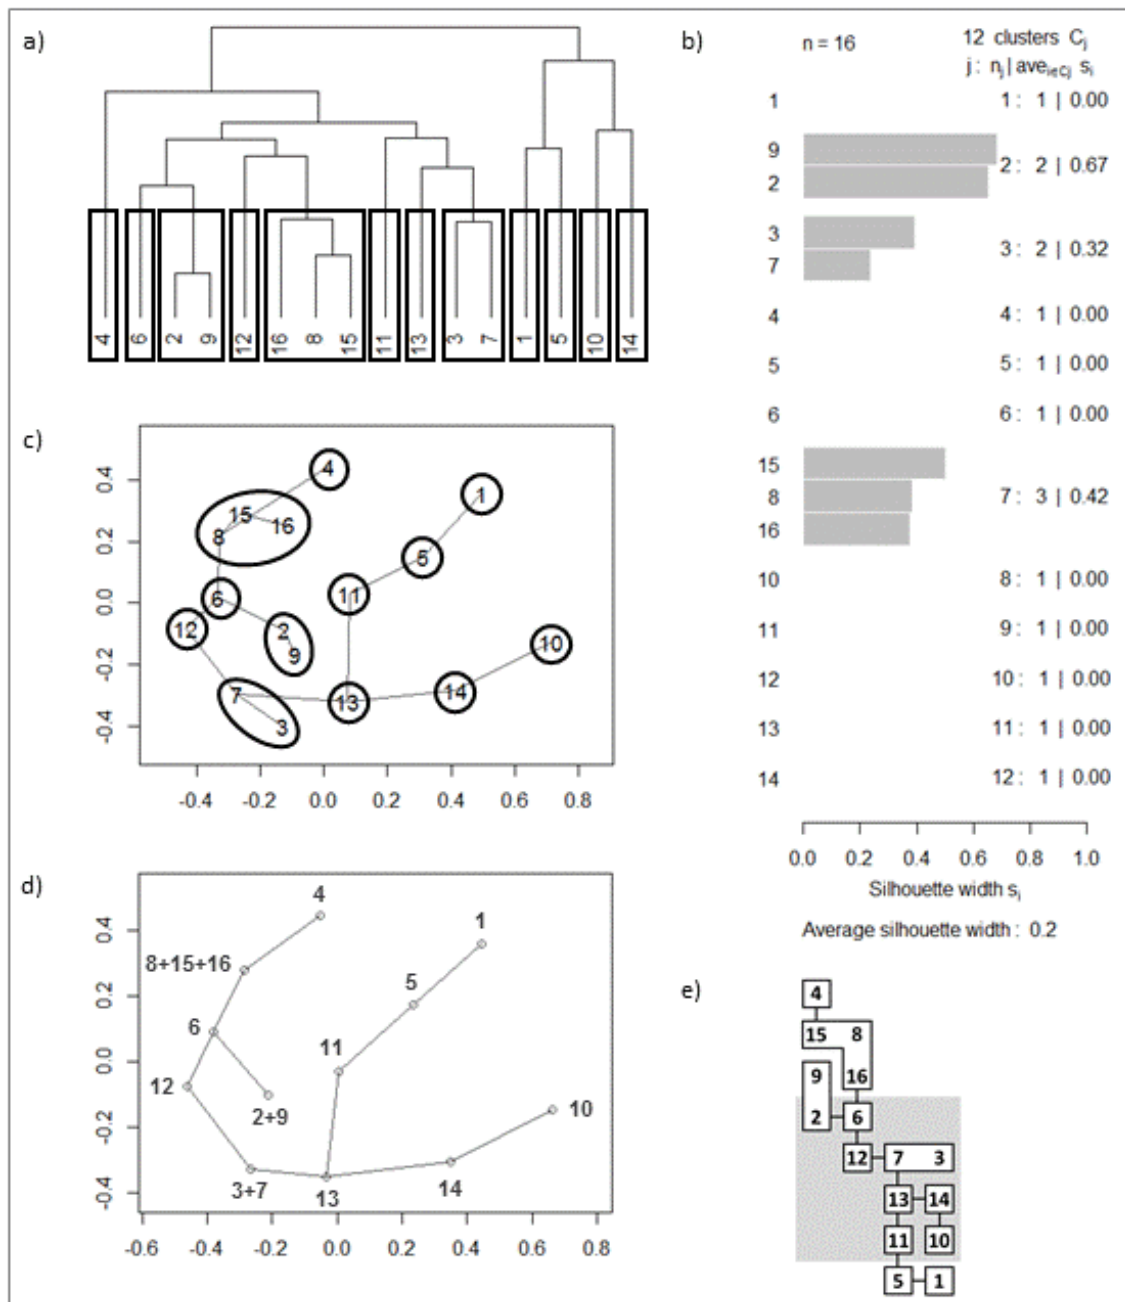 a)
4 6 2 9 12 16 8 15 11 13 3 7 1 5 10 14
b)
n = 16
12 clusters Cj
j : nj | ave i∈Cj si
1 1 : 1 | 0.00
9
2 : 2 | 0.67
2
3
3 : 2 | 0.32
7
4 4 : 1 | 0.00
5 5 : 1 | 0.00
6 6 : 1 | 0.00
15
8 7 : 3 | 0.42
16
10 8 : 1 | 0.00
11 9 : 1 | 0.00
12 10 : 1 | 0.00
13 11 : 1 | 0.00
14 12 : 1 | 0.00
0.0 0.2 0.4 0.6 0.8 1.0
Silhouette width si
Average silhouette width : 0.2
c)
0.4
0.2
0.0
-0.2
-0.4
4
1
15
16
8
5
11
6
12
2
9
10
7
13
14
3
-0.4 -0.2 0.0 0.2 0.4 0.6 0.8
d)
0.4
0.2
0.0
-0.2
-0.4
4
1
8+15+16
5
6
11
12
2+9
10
3+7
13
14
-0.6 -0.4 -0.2 0.0 0.2 0.4 0.6 0.8
e)
4
15 8
9 16
2 6
12 7 3
13 14
11 10
5 1